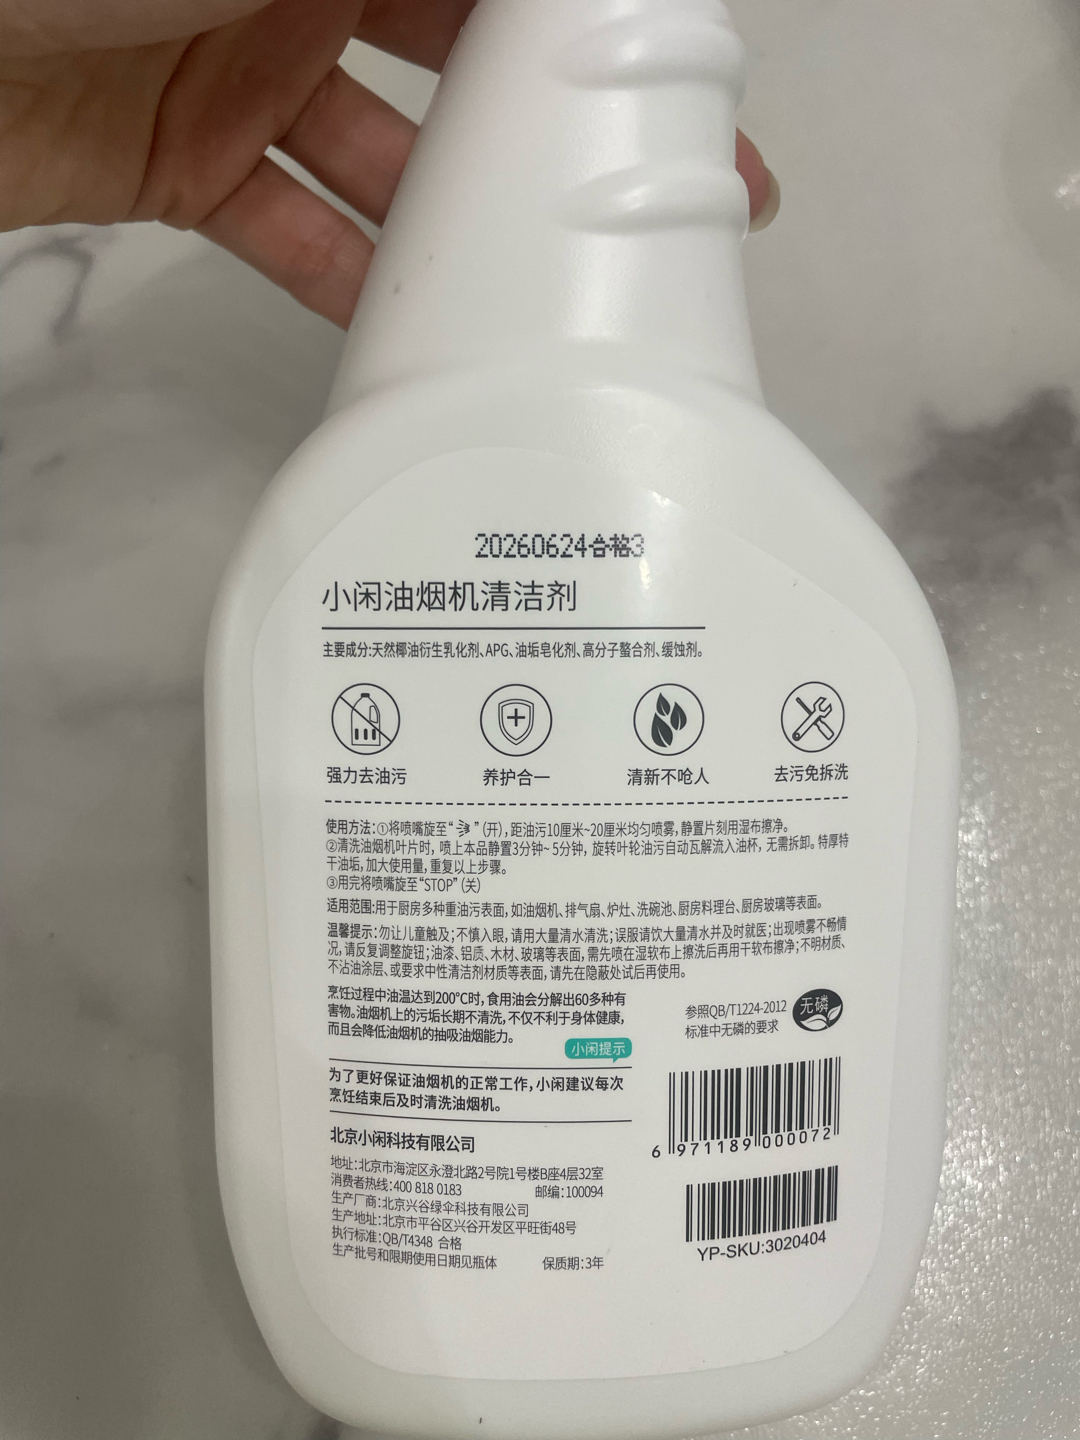 20260624合格3
小闲油烟机清洁剂
主要成分:天然椰油衍生乳化剂、APG、油垢皂化剂、高分子螯合剂、缓蚀剂。
强力去油污 养护合一 清新不呛人 去污免拆洗
使用方法:①将喷嘴旋至“ ”(开),距油污10厘米~20厘米均匀喷雾,静置片刻用湿布擦净。
②清洗油烟机叶片时,喷上本品静置3分钟~5分钟,旋转叶轮油污自动瓦解流入油杯,无需拆卸。特厚特
干油垢,加大使用量,重复以上步骤。
③用完将喷嘴旋至“STOP”(关)
适用范围:用于厨房多种重油污表面,如油烟机、排气扇、炉灶、洗碗池、厨房料理台、厨房玻璃等表面。
温馨提示:勿让儿童触及;不慎入眼,请用大量清水清洗;误服请饮大量清水并及时就医;出现喷雾不畅情
况,请反复调整旋钮;油漆、铝质、木材、玻璃等表面,需先喷在湿软布上擦洗后再用干软布擦净;不明材质、
不沾油涂层、或要求中性清洁剂材质等表面,请先在隐蔽处试后再使用。
烹饪过程中油温达到200°C时,食用油会分解出60多种有
害物。油烟机上的污垢长期不清洗,不仅不利于身体健康,
而且会降低油烟机的抽吸油烟能力。
小闲提示
为了更好保证油烟机的正常工作,小闲建议每次
烹饪结束后及时清洗油烟机。
参照QB/T1224-2012
标准中无磷的要求
无磷
北京小闲科技有限公司
地址:北京市海淀区永澄北路2号院1号楼B座4层32室
消费者热线:400 818 0183 邮编:100094
生产厂商:北京兴谷绿伞科技有限公司
生产地址:北京市平谷区兴谷开发区平旺街48号
执行标准:QB/T4348 合格
生产批号和限期使用日期见瓶体 保质期:3年
6 971189 000072
YP-SKU:3020404